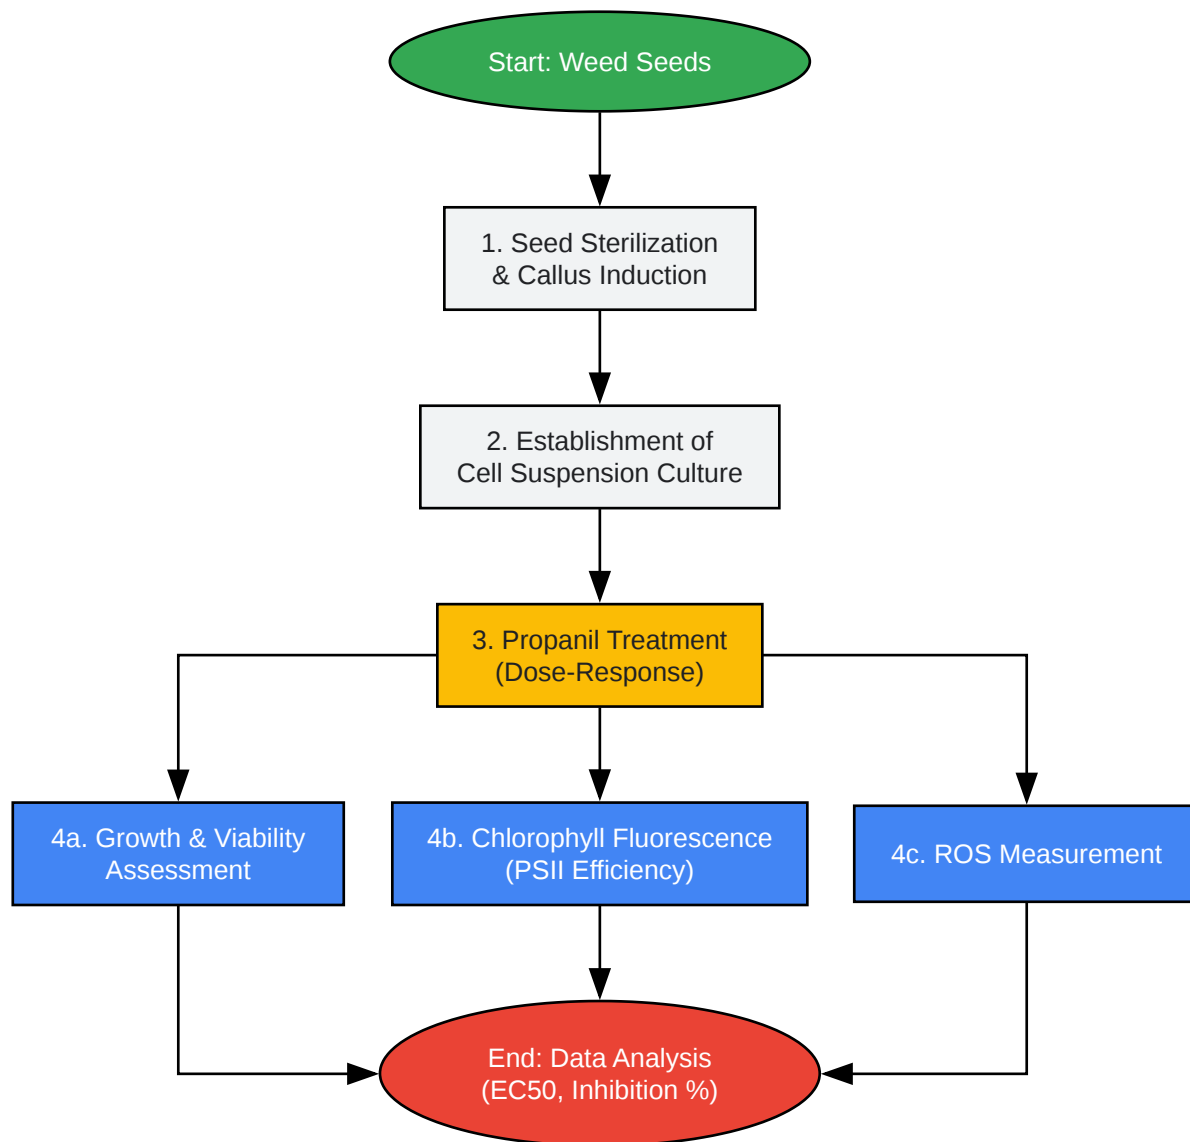 Start: Weed Seeds
1. Seed Sterilization
& Callus Induction
2. Establishment of
Cell Suspension Culture
3. Propanil Treatment
(Dose-Response)
4a. Growth & Viability
Assessment
4b. Chlorophyll Fluorescence
(PSII Efficiency)
4c. ROS Measurement
End: Data Analysis
(EC50, Inhibition %)